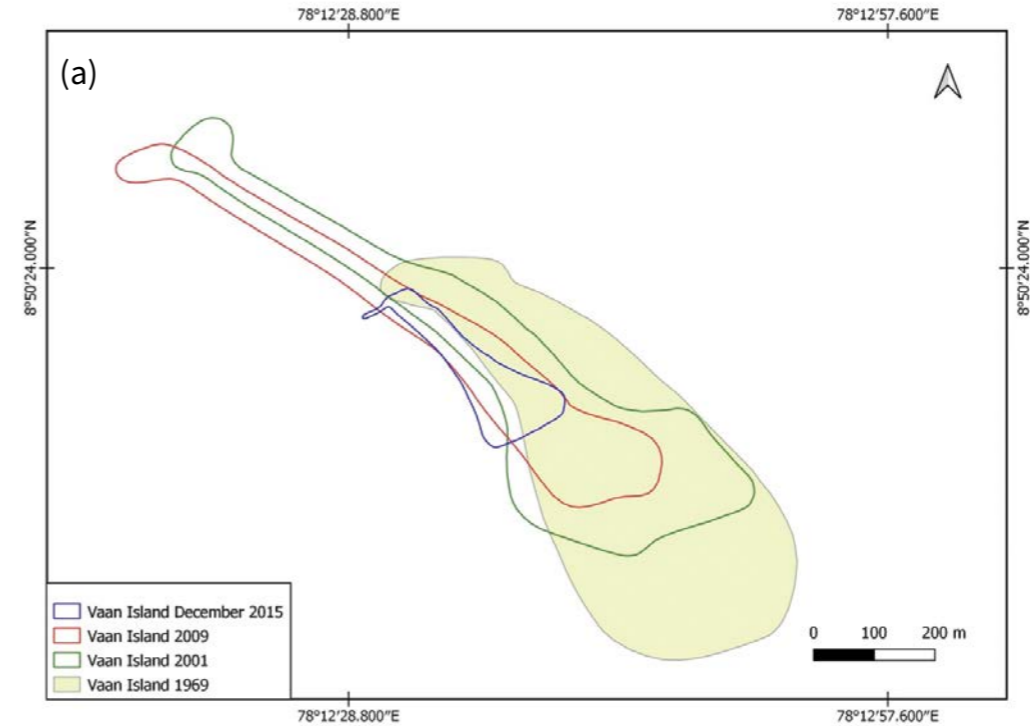 78°12′28.800″E 78°12′57.600″E
(a)
8°50′24.000″N 8°50′24.000″N
Vaan Island December 2015
Vaan Island 2009
Vaan Island 2001
Vaan Island 1969
0 100 200 m
78°12′28.800″E 78°12′57.600″E